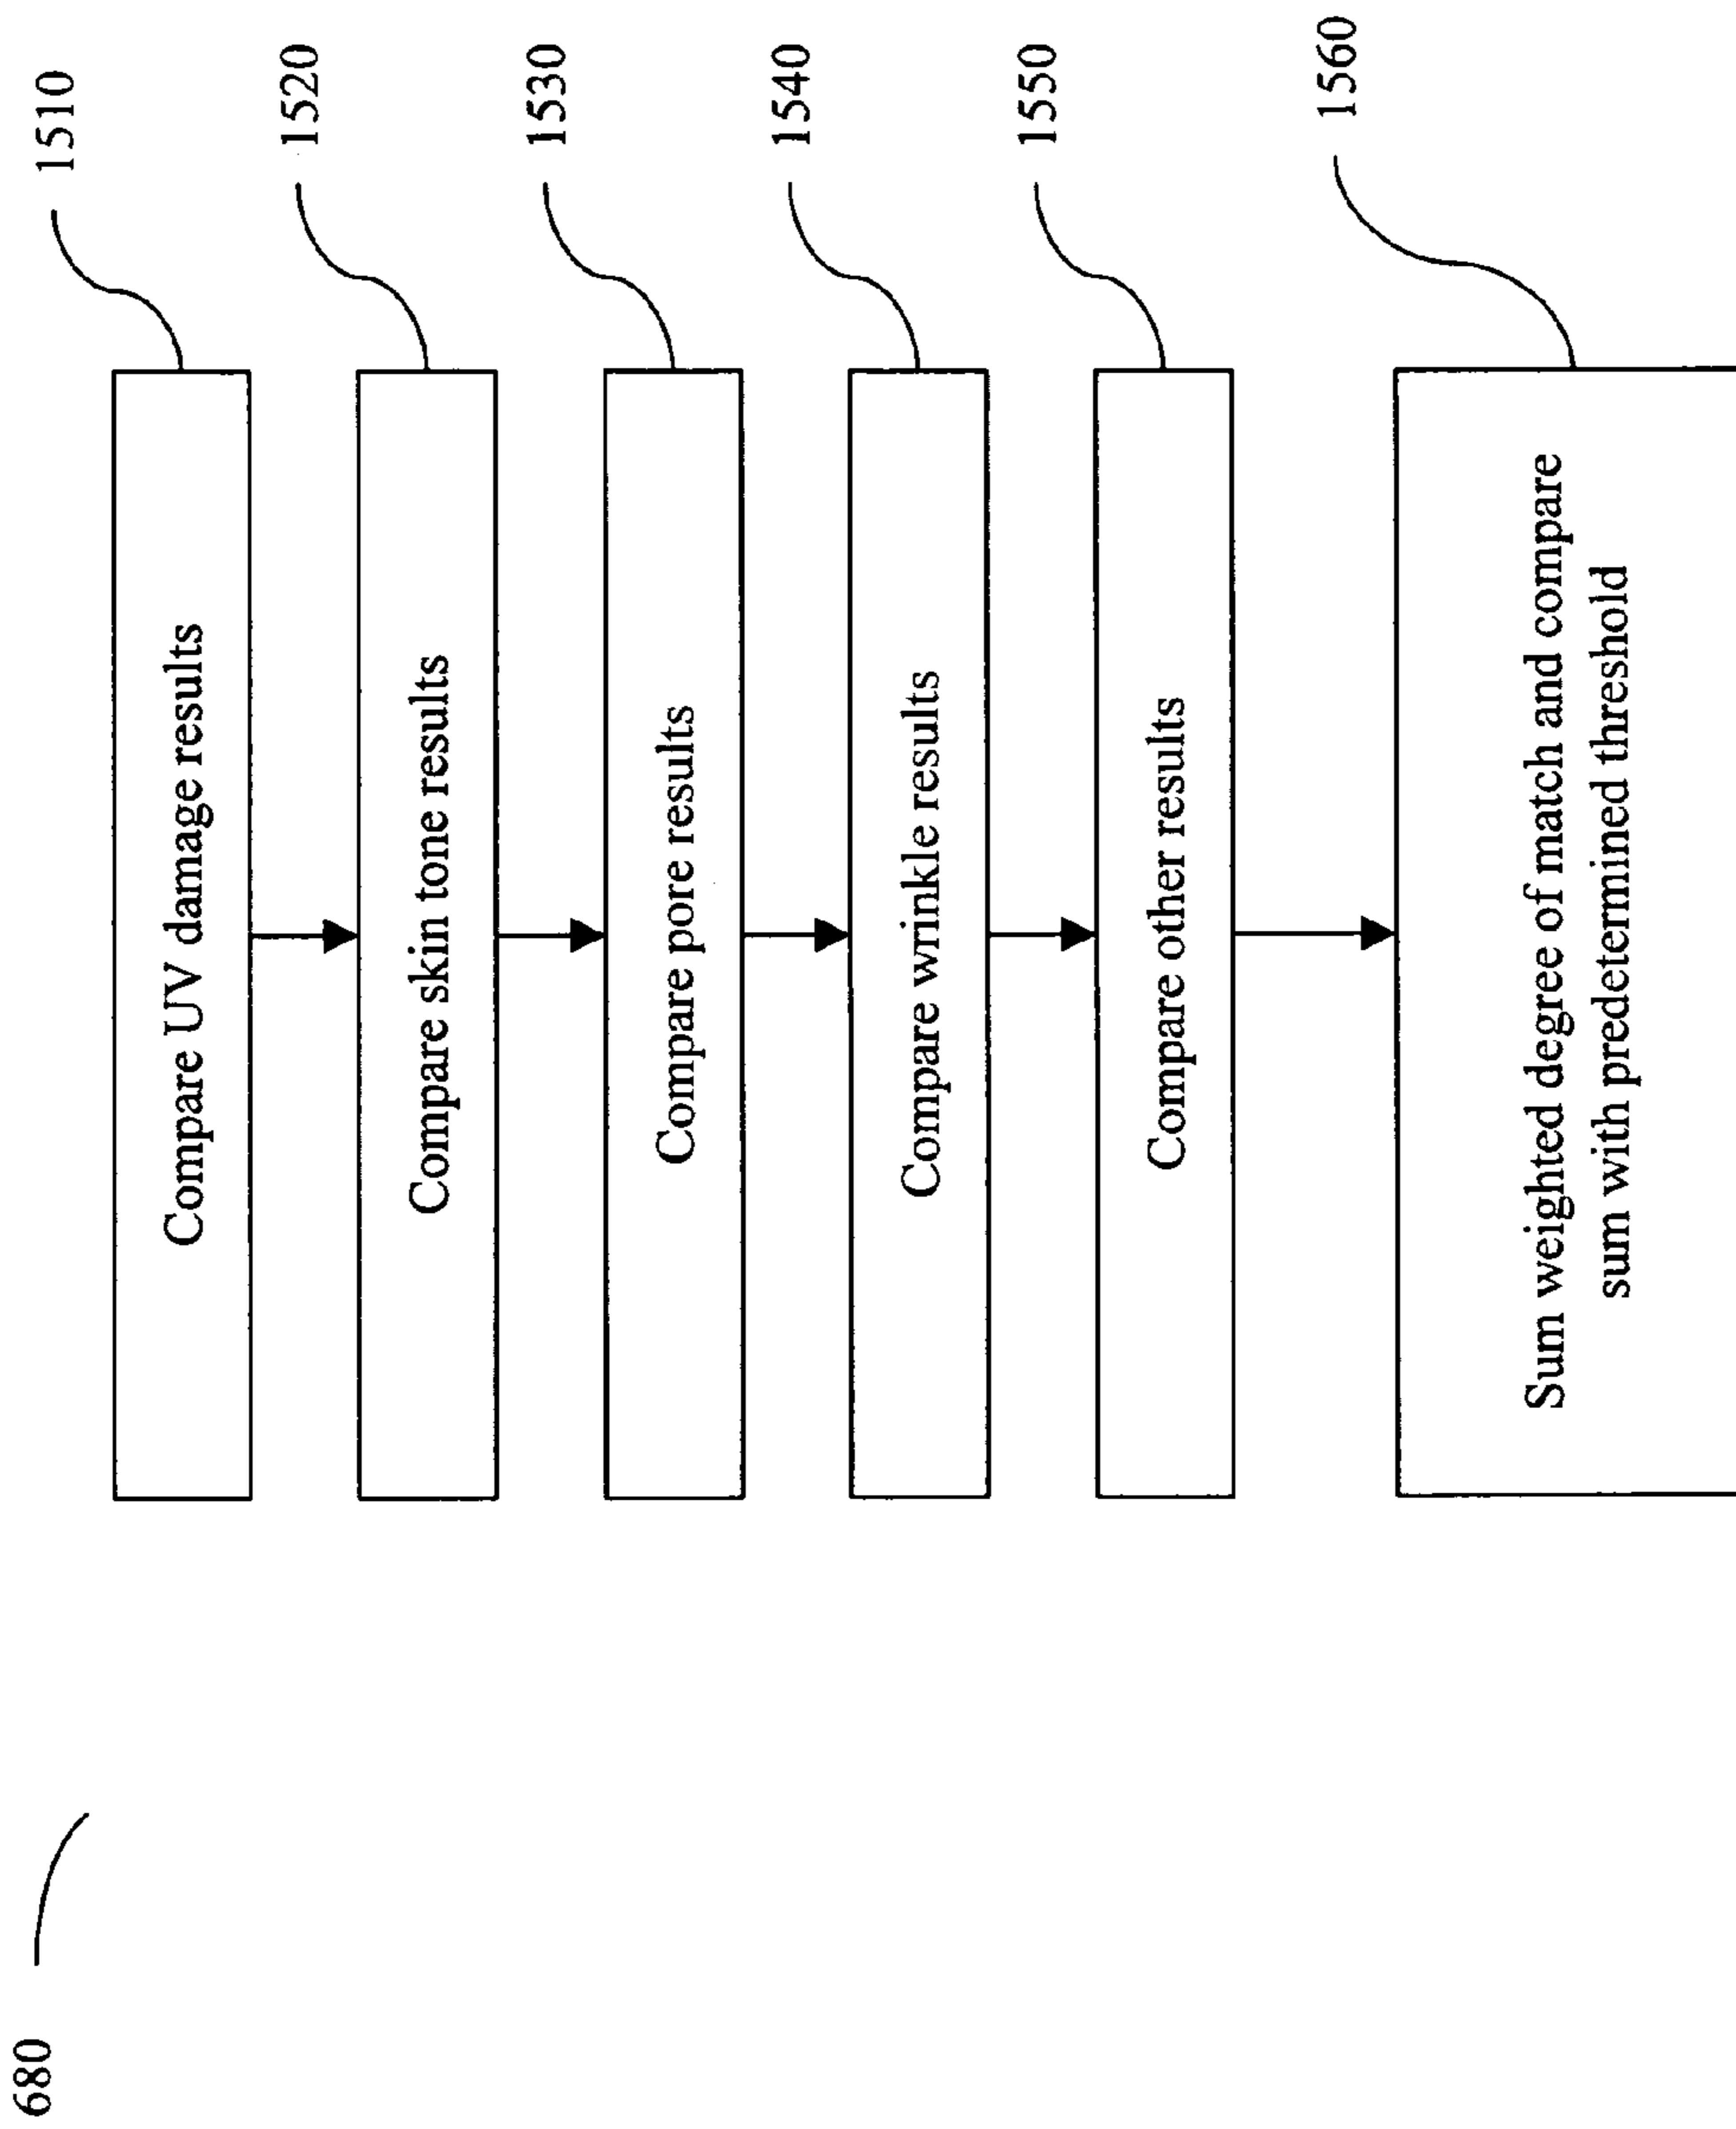 680
1510
Compare UV damage results
1520
Compare skin tone results
1530
Compare pore results
1540
Compare wrinkle results
1550
Compare other results
1560
Sum weighted degree of match and compare
sum with predetermined threshold